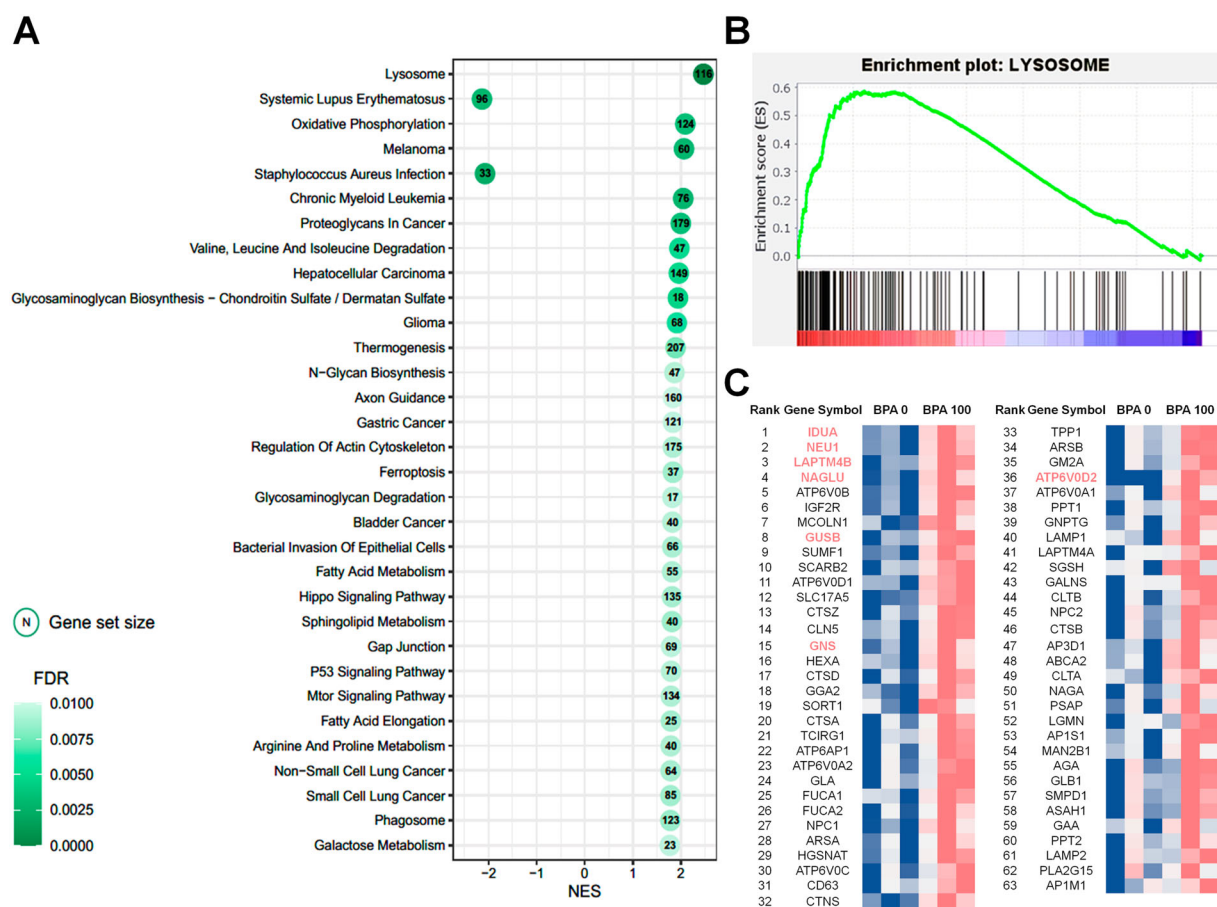 A
Lysosome 116
Systemic Lupus Erythematosus 96
Oxidative Phosphorylation 124
Melanoma 60
Staphylococcus Aureus Infection 33
Chronic Myeloid Leukemia 76
Proteoglycans In Cancer 179
Valine, Leucine And Isoleucine Degradation 47
Hepatocellular Carcinoma 149
Glycosaminoglycan Biosynthesis − Chondroitin Sulfate / Dermatan Sulfate 18
Glioma 68
Thermogenesis 207
N−Glycan Biosynthesis 47
Axon Guidance 160
Gastric Cancer 121
Regulation Of Actin Cytoskeleton 175
Ferroptosis 37
Glycosaminoglycan Degradation 17
Bladder Cancer 40
Bacterial Invasion Of Epithelial Cells 66
Fatty Acid Metabolism 55
Hippo Signaling Pathway 135
Sphingolipid Metabolism 40
Gap Junction 69
P53 Signaling Pathway 70
Mtor Signaling Pathway 134
Fatty Acid Elongation 25
Arginine And Proline Metabolism 40
Non−Small Cell Lung Cancer 64
Small Cell Lung Cancer 85
Phagosome 123
Galactose Metabolism 23
−2 −1 0 1 2
NES
N Gene set size
FDR
0.0100
0.0075
0.0050
0.0025
0.0000
B
Enrichment plot: LYSOSOME
Enrichment score (ES)
0.6
0.5
0.4
0.3
0.2
0.1
0.0
C
Rank Gene Symbol BPA 0 BPA 100 Rank Gene Symbol BPA 0 BPA 100
1 IDUA 33 TPP1
2 NEU1 34 ARSB
3 LAPTM4B 35 GM2A
4 NAGLU 36 ATP6V0D2
5 ATP6V0B 37 ATP6V0A1
6 IGF2R 38 PPT1
7 MCOLN1 39 GNPTG
8 GUSB 40 LAMP1
9 SUMF1 41 LAPTM4A
10 SCARB2 42 SGSH
11 ATP6V0D1 43 GALNS
12 SLC17A5 44 CLTB
13 CTSZ 45 NPC2
14 CLN5 46 CTSB
15 GNS 47 AP3D1
16 HEXA 48 ABCA2
17 CTSD 49 CLTA
18 GGA2 50 NAGA
19 SORT1 51 PSAP
20 CTSA 52 LGMN
21 TCIRG1 53 AP1S1
22 ATP6AP1 54 MAN2B1
23 ATP6V0A2 55 AGA
24 GLA 56 GLB1
25 FUCA1 57 SMPD1
26 FUCA2 58 ASAH1
27 NPC1 59 GAA
28 ARSA 60 PPT2
29 HGSNAT 61 LAMP2
30 ATP6V0C 62 PLA2G15
31 CD63 63 AP1M1
32 CTNS